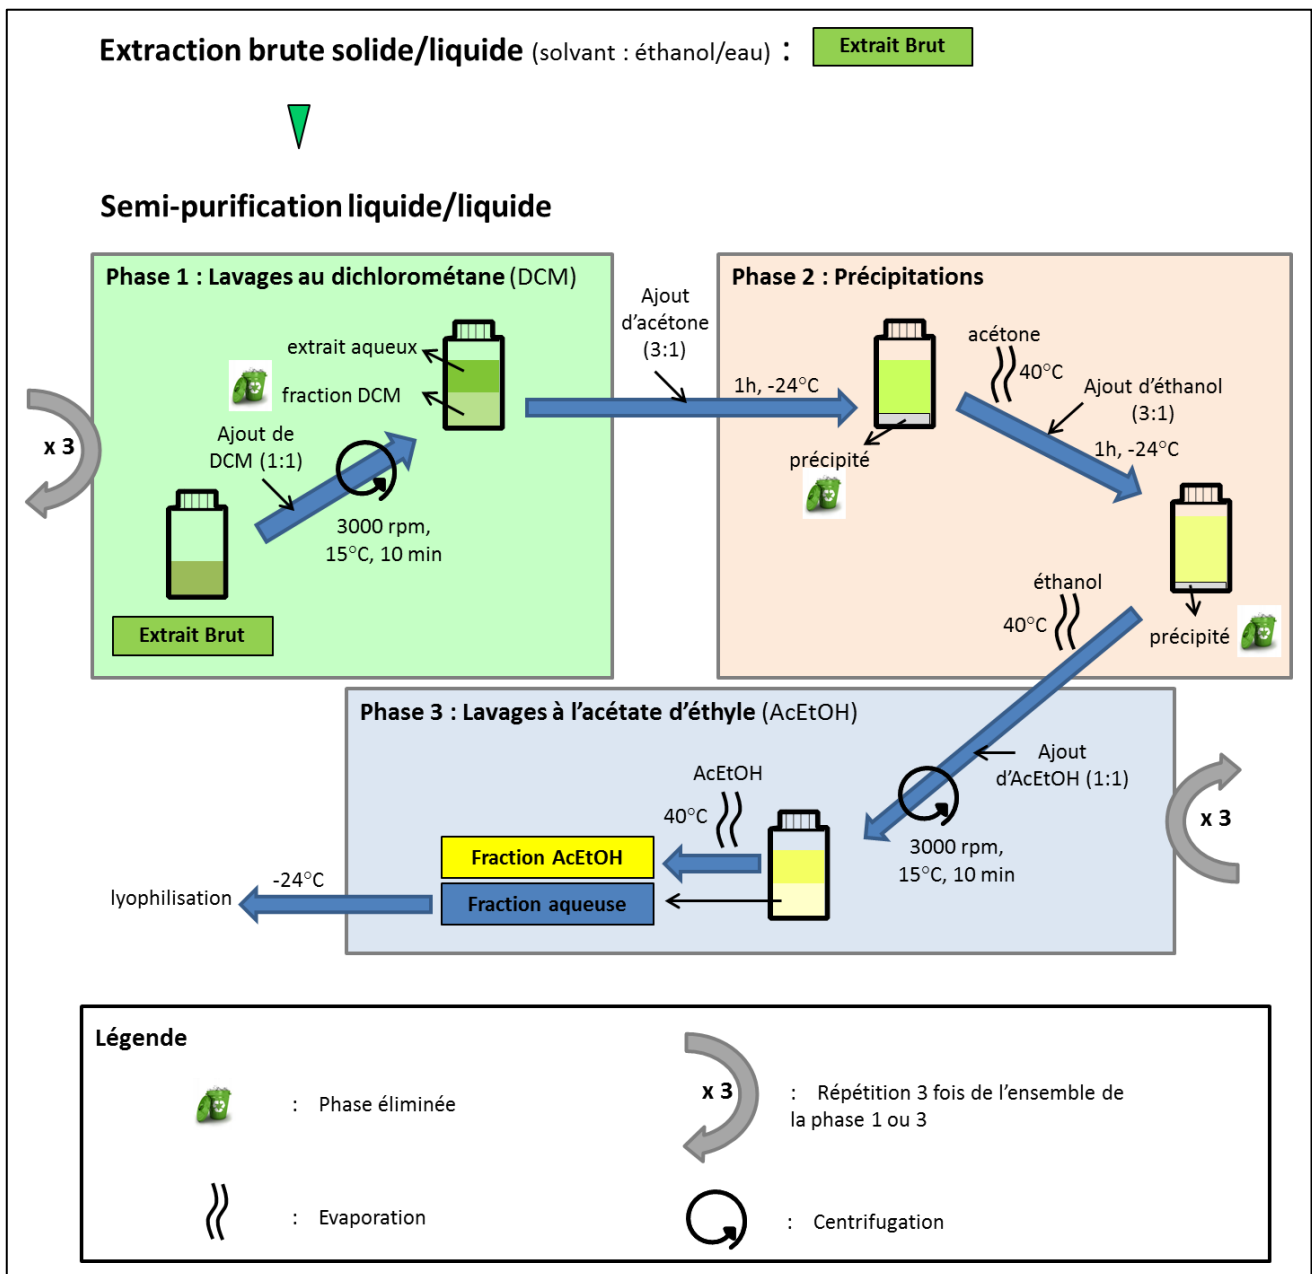 Extraction brute solide/liquide (solvant : éthanol/eau) : Extrait Brut
Semi-purification liquide/liquide
Phase 1 : Lavages au dichlorométane (DCM)
extrait aqueux
fraction DCM
Ajout de
DCM (1:1)
x 3
3000 rpm,
15°C, 10 min
Extrait Brut
Ajout
d'acétone
(3:1)
1h, -24°C
Phase 2 : Précipitations
acétone
40°C
Ajout d'éthanol
(3:1)
1h, -24°C
précipité
éthanol
40°C
précipité
Phase 3 : Lavages à l'acétate d'éthyle (AcEtOH)
Ajout
d'AcEtOH (1:1)
x 3
3000 rpm,
15°C, 10 min
AcEtOH
40°C
Fraction AcEtOH
Fraction aqueuse
-24°C
lyophilisation
Légende
: Phase éliminée
x 3
: Répétition 3 fois de l'ensemble de
la phase 1 ou 3
: Evaporation
: Centrifugation